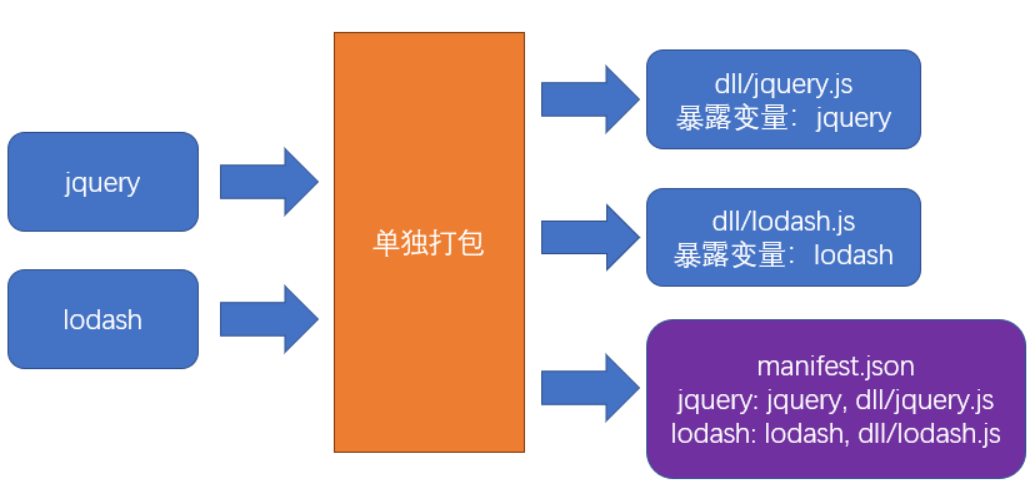 jquery
lodash
单独打包
dll/jquery.js
暴露变量：jquery
dll/lodash.js
暴露变量：lodash
manifest.json
jquery: jquery, dll/jquery.js
lodash: lodash, dll/lodash.js